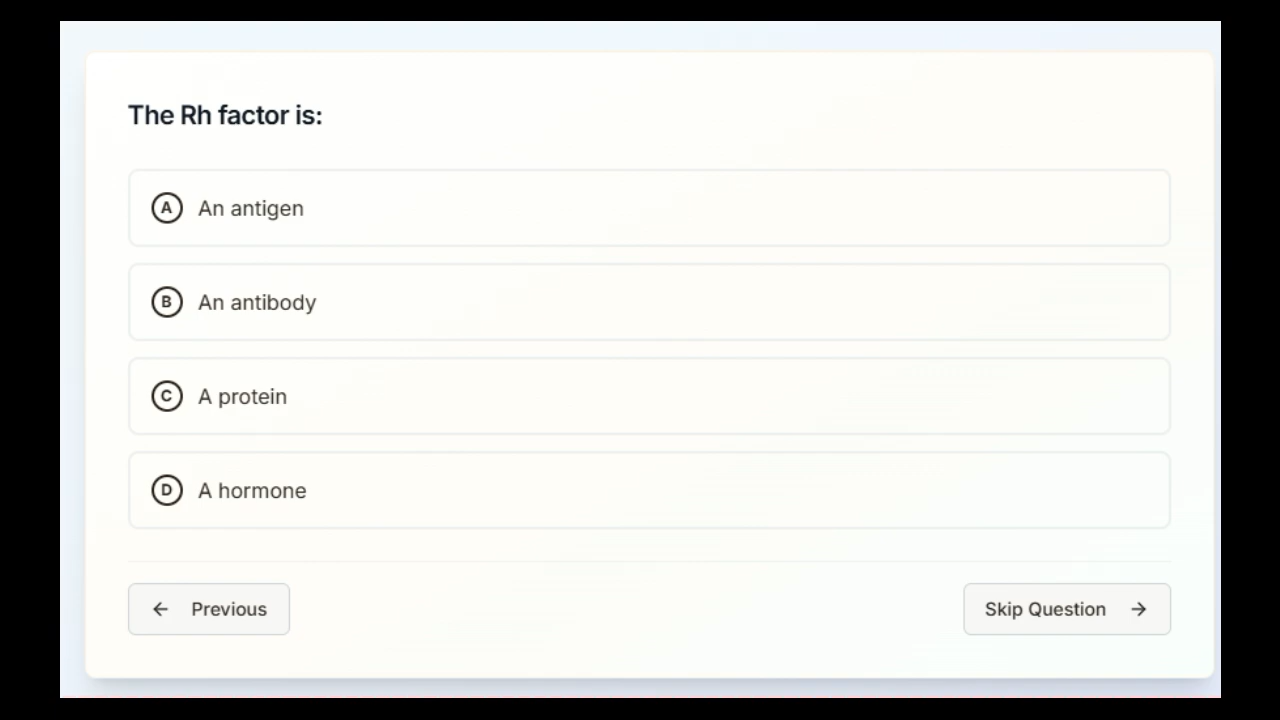 The Rh factor is:
A An antigen
B An antibody
C A protein
D A hormone
← Previous
Skip Question →